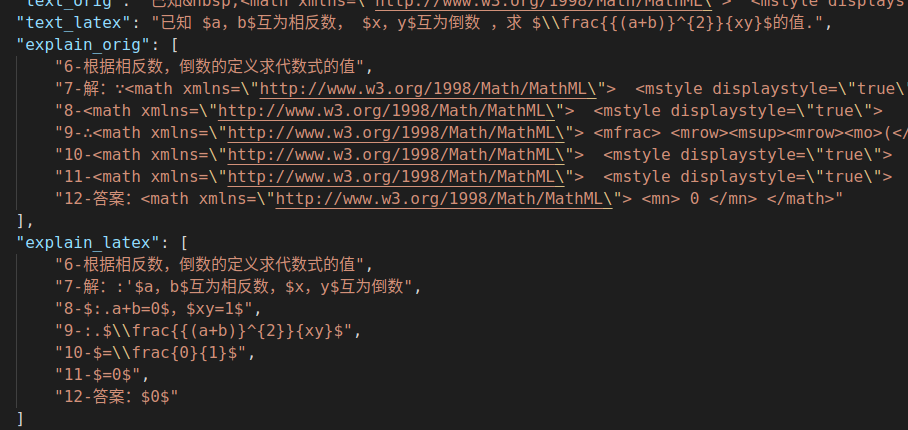 "text_orig": "已知&nbsp;<math xmlns=\"http://www.w3.org/1998/Math/MathML\"> <mstyle displays
"text_latex": "已知 $a，b$互为相反数， $x，y$互为倒数 ，求 $\\frac{{(a+b)}^{2}}{xy}$的值.",
"explain_orig": [
"6-根据相反数，倒数的定义求代数式的值",
"7-解：∵<math xmlns=\"http://www.w3.org/1998/Math/MathML\">  <mstyle displaystyle=\"true\"
"8-<math xmlns=\"http://www.w3.org/1998/Math/MathML\">  <mstyle displaystyle=\"true\">
"9-∴<math xmlns=\"http://www.w3.org/1998/Math/MathML\"> <mfrac> <mrow><msup><mrow><mo>(</
"10-<math xmlns=\"http://www.w3.org/1998/Math/MathML\">  <mstyle displaystyle=\"true\">
"11-<math xmlns=\"http://www.w3.org/1998/Math/MathML\">  <mstyle displaystyle=\"true\">
"12-答案：<math xmlns=\"http://www.w3.org/1998/Math/MathML\"> <mn> 0 </mn> </math>"
],
"explain_latex": [
"6-根据相反数，倒数的定义求代数式的值",
"7-解：:'$a，b$互为相反数，$x，y$互为倒数",
"8-$:.a+b=0$，$xy=1$",
"9-:.$\\frac{{(a+b)}^{2}}{xy}$",
"10-$=\\frac{0}{1}$",
"11-$=0$",
"12-答案：$0$"
]